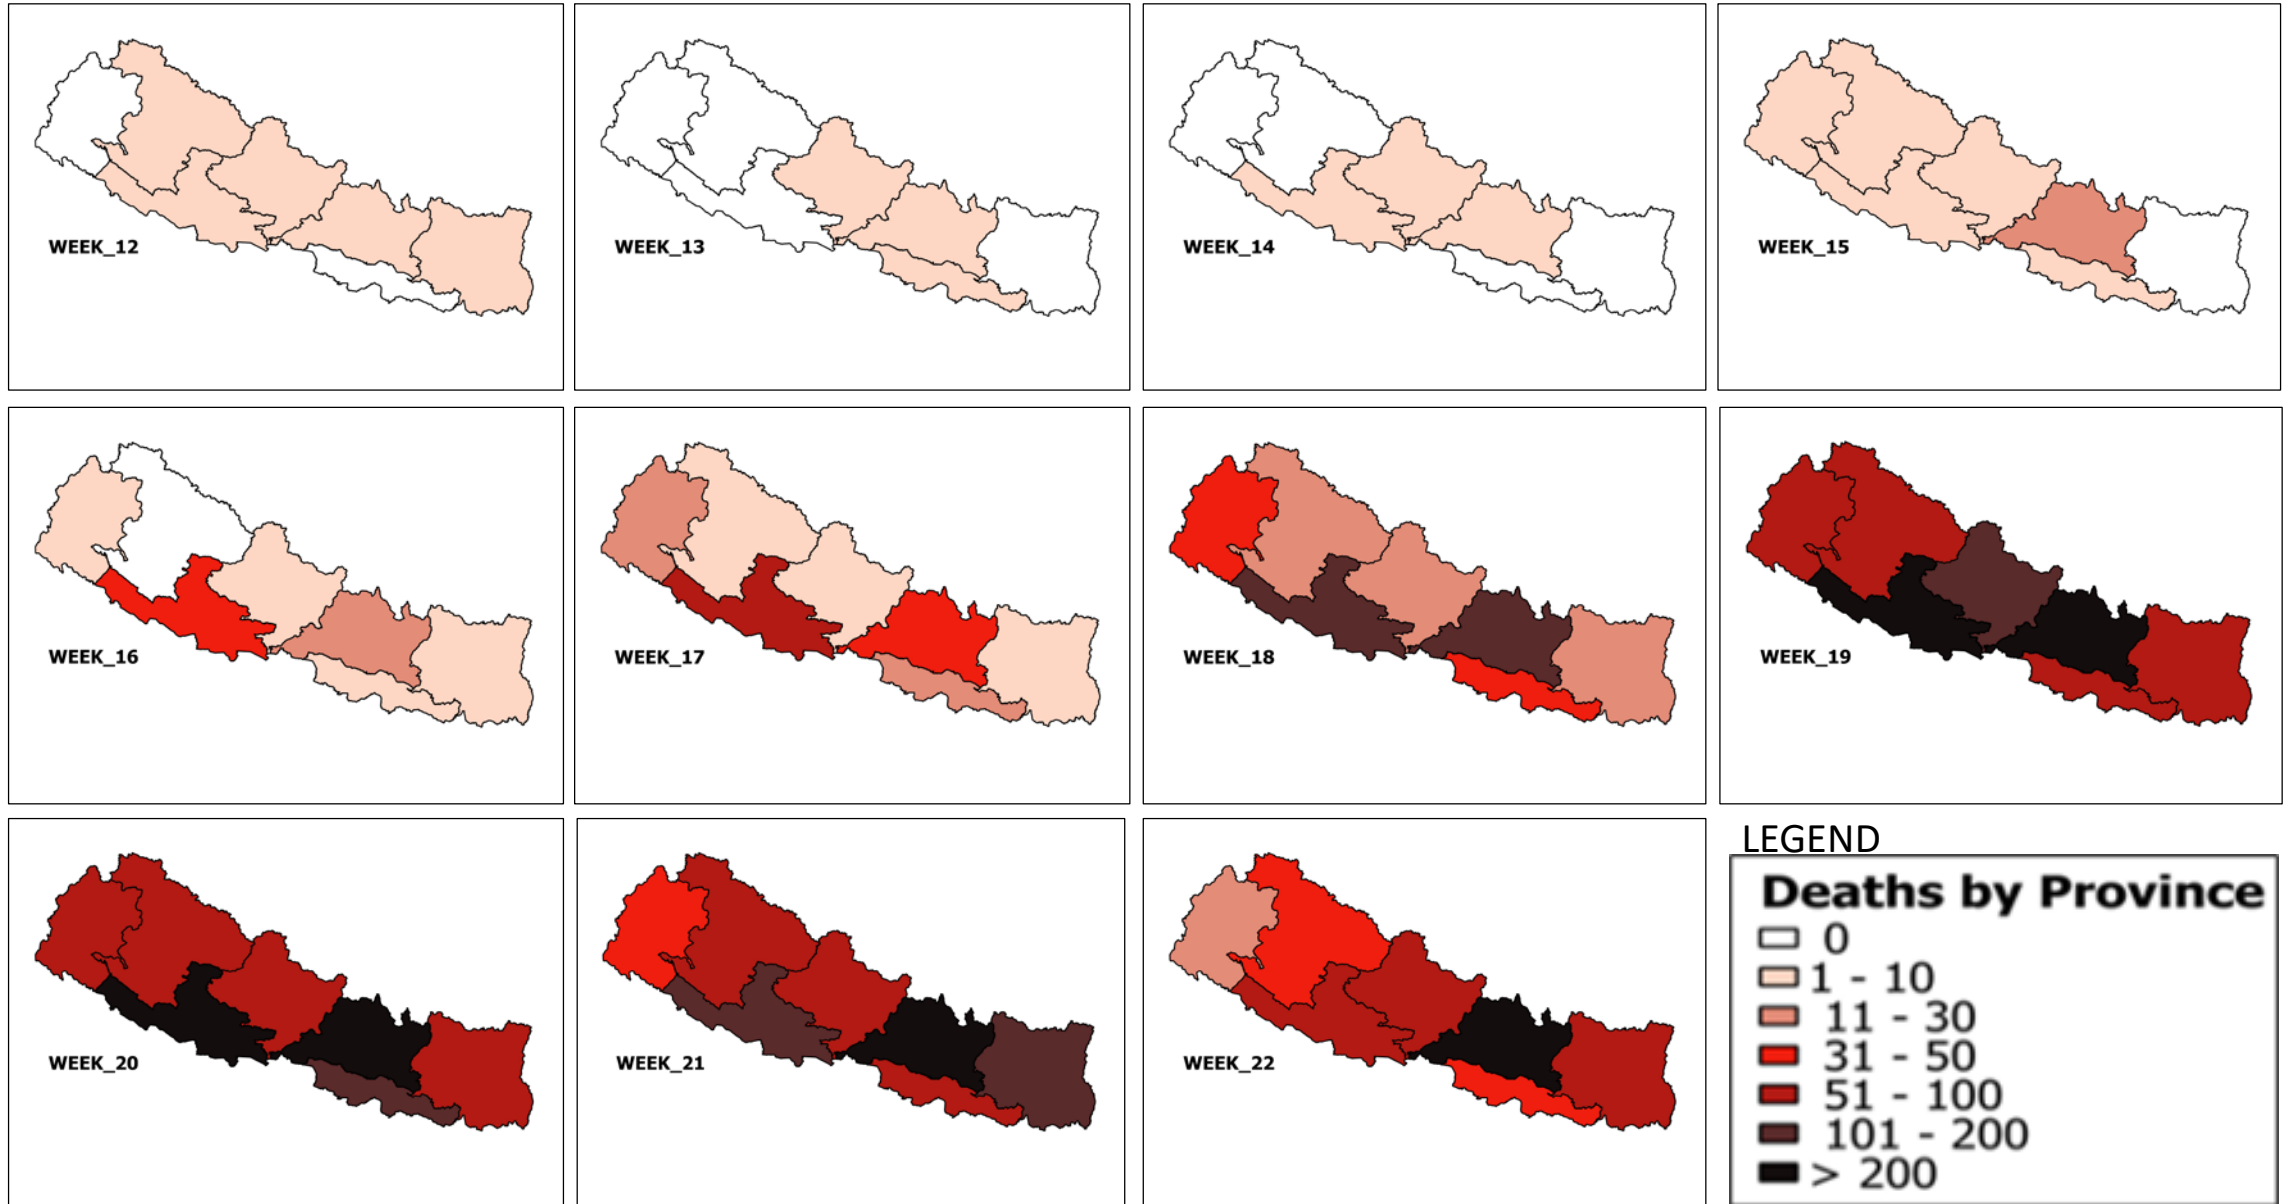 WEEK_12
WEEK_13
WEEK_14
WEEK_15
WEEK_16
WEEK_17
WEEK_18
WEEK_19
WEEK_20
WEEK_21
WEEK_22
LEGEND
Deaths by Province
0
1 - 10
11 - 30
31 - 50
51 - 100
101 - 200
> 200